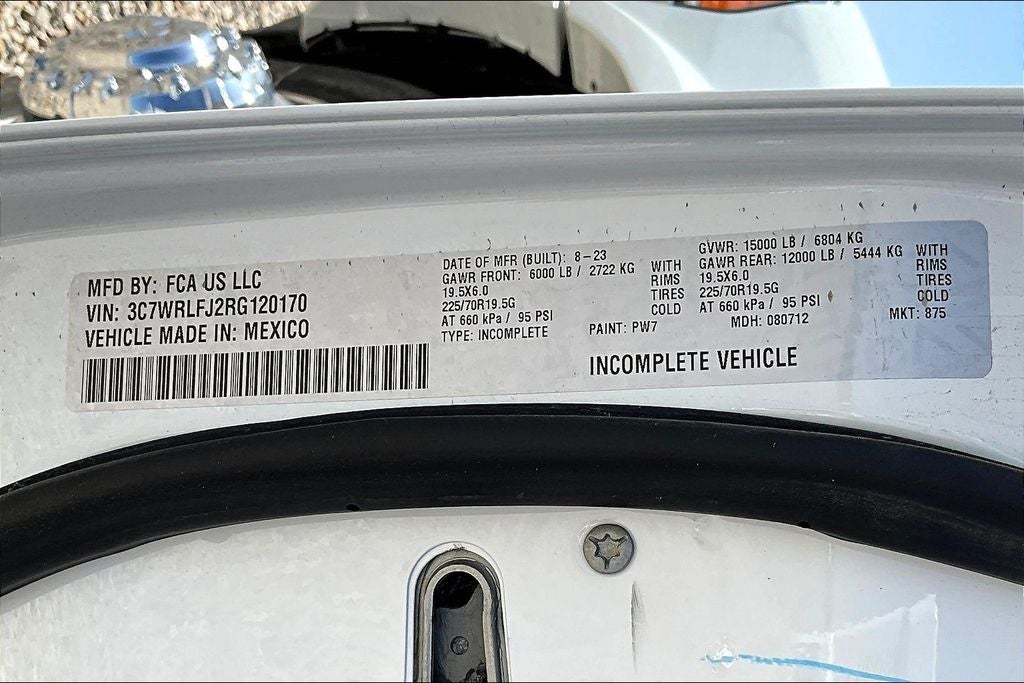 MFD BY: FCA US LLC
VIN: 3C7WRLFJ2RG120170
VEHICLE MADE IN: MEXICO
DATE OF MFR (BUILT): 8-23
GAWR FRONT: 6000 LB / 2722 KG WITH
19.5X6.0 RIMS
225/70R19.5G TIRES
AT 660 kPa / 95 PSI COLD
TYPE: INCOMPLETE
GVWR: 15000 LB / 6804 KG
GAWR REAR: 12000 LB / 5444 KG WITH
19.5X6.0 RIMS
225/70R19.5G TIRES
AT 660 kPa / 95 PSI COLD
PAINT: PW7 MDH: 080712 MKT: 875
INCOMPLETE VEHICLE